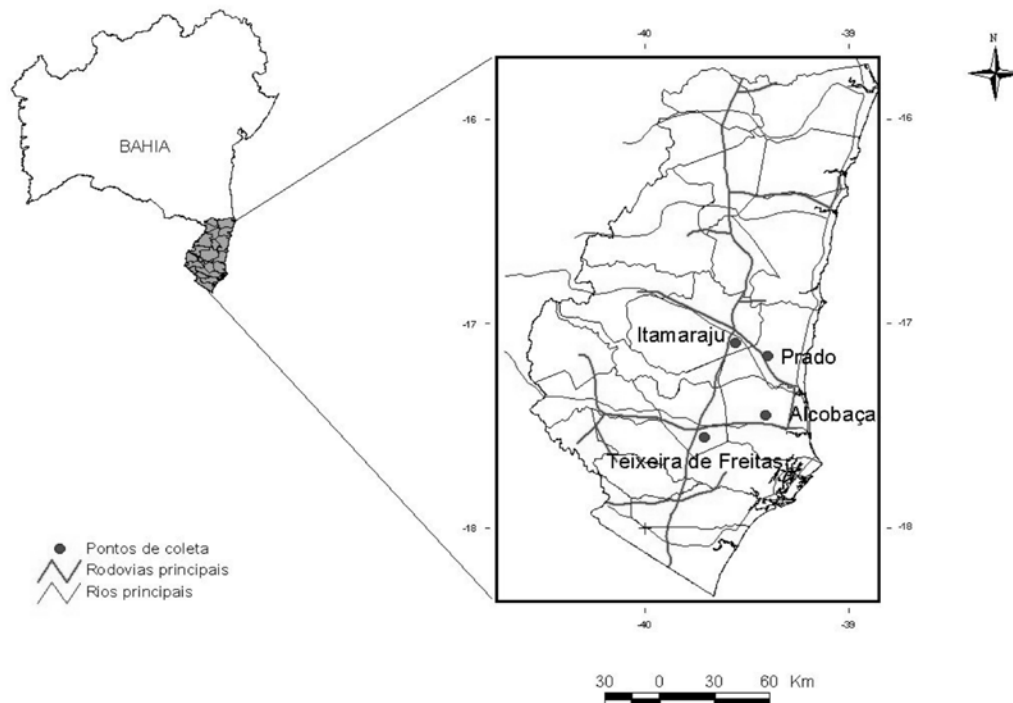 BAHIA
N
-40
-39
-16
-16
Itamaraju
-17
-17
Prado
Alcobaça
Teixeira de Freitas
-18
-18
-40
-39
Pontos de coleta
Rodovias principais
Rios principais
30 0 30 60 Km